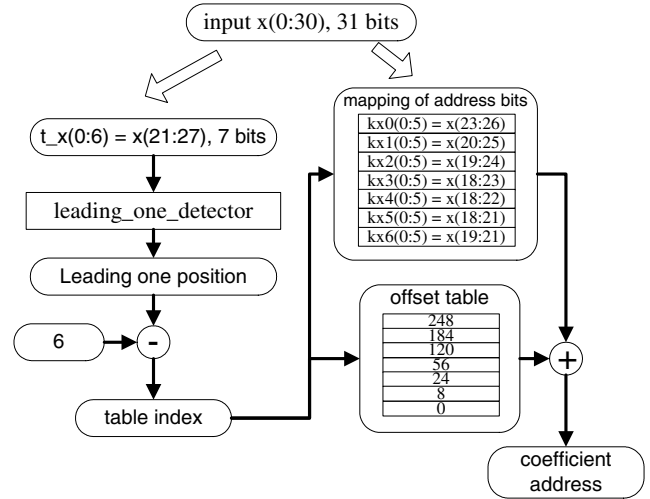 input x(0:30), 31 bits
t_x(0:6) = x(21:27), 7 bits
leading_one_detector
Leading one position
6
-
table index
mapping of address bits
kx0(0:5) = x(23:26)
kx1(0:5) = x(20:25)
kx2(0:5) = x(19:24)
kx3(0:5) = x(18:23)
kx4(0:5) = x(18:22)
kx5(0:5) = x(18:21)
kx6(0:5) = x(19:21)
offset table
248
184
120
56
24
8
0
+
coefficient
address